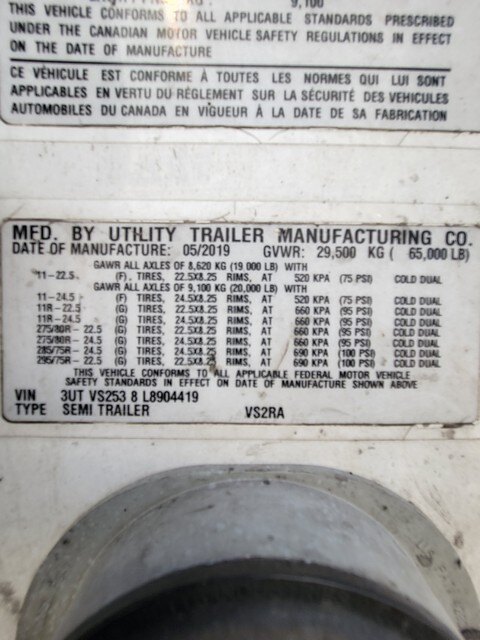 9,100
THIS VEHICLE CONFORMS TO ALL APPLICABLE STANDARDS PRESCRIBED
UNDER THE CANADIAN MOTOR VEHICLE SAFETY REGULATIONS IN EFFECT
ON THE DATE OF MANUFACTURE
CE VÉHICULE EST CONFORME À TOUTES LES NORMES QUI LUI SONT
APPLICABLES EN VERTU DU RÉGLEMENT SUR LA SÉCURITÉ DES VÉHICULES
AUTOMOBILES DU CANADA EN VIGUEUR À LA DATE DE SA FABRICATION
MFD. BY UTILITY TRAILER MANUFACTURING CO.
DATE OF MANUFACTURE: 05/2019 GVWR: 29,500 KG ( 65,000 LB)
GAWR ALL AXLES OF 8,620 KG (19 000 LB) WITH
11-22.5 (F), TIRES, 22.5X8.25 RIMS, AT 520 KPA (75 PSI) COLD DUAL
GAWR ALL AXLES OF 9,100 KG (20,000 LB) WITH
11-24.5 (F) TIRES, 24.5X8.25 RIMS, AT 520 KPA (75 PSI) COLD DUAL
11R-22.5 (G) TIRES, 22.5X8.25 RIMS, AT 660 KPA (95 PSI) COLD DUAL
11R-24.5 (G) TIRES, 24.5X8.25 RIMS, AT 660 KPA (95 PSI) COLD DUAL
275/80R-22.5 (G) TIRES, 22.5X8.25 RIMS, AT 660 KPA (95 PSI) COLD DUAL
275/80R-24.5 (G) TIRES, 24.5X8.25 RIMS, AT 660 KPA (95 PSI) COLD DUAL
285/75R-24.5 (G) TIRES, 24.5X8.25 RIMS, AT 690 KPA (100 PSI) COLD DUAL
295/75R-22.5 (G) TIRES, 22.5X8.25 RIMS, AT 690 KPA (100 PSI) COLD DUAL
THIS VEHICLE CONFORMS TO ALL APPLICABLE FEDERAL MOTOR VEHICLE
SAFETY STANDARDS IN EFFECT ON DATE OF MANUFACTURE SHOWN ABOVE
VIN 3UT VS253 8 L8904419
TYPE SEMI TRAILER VS2RA